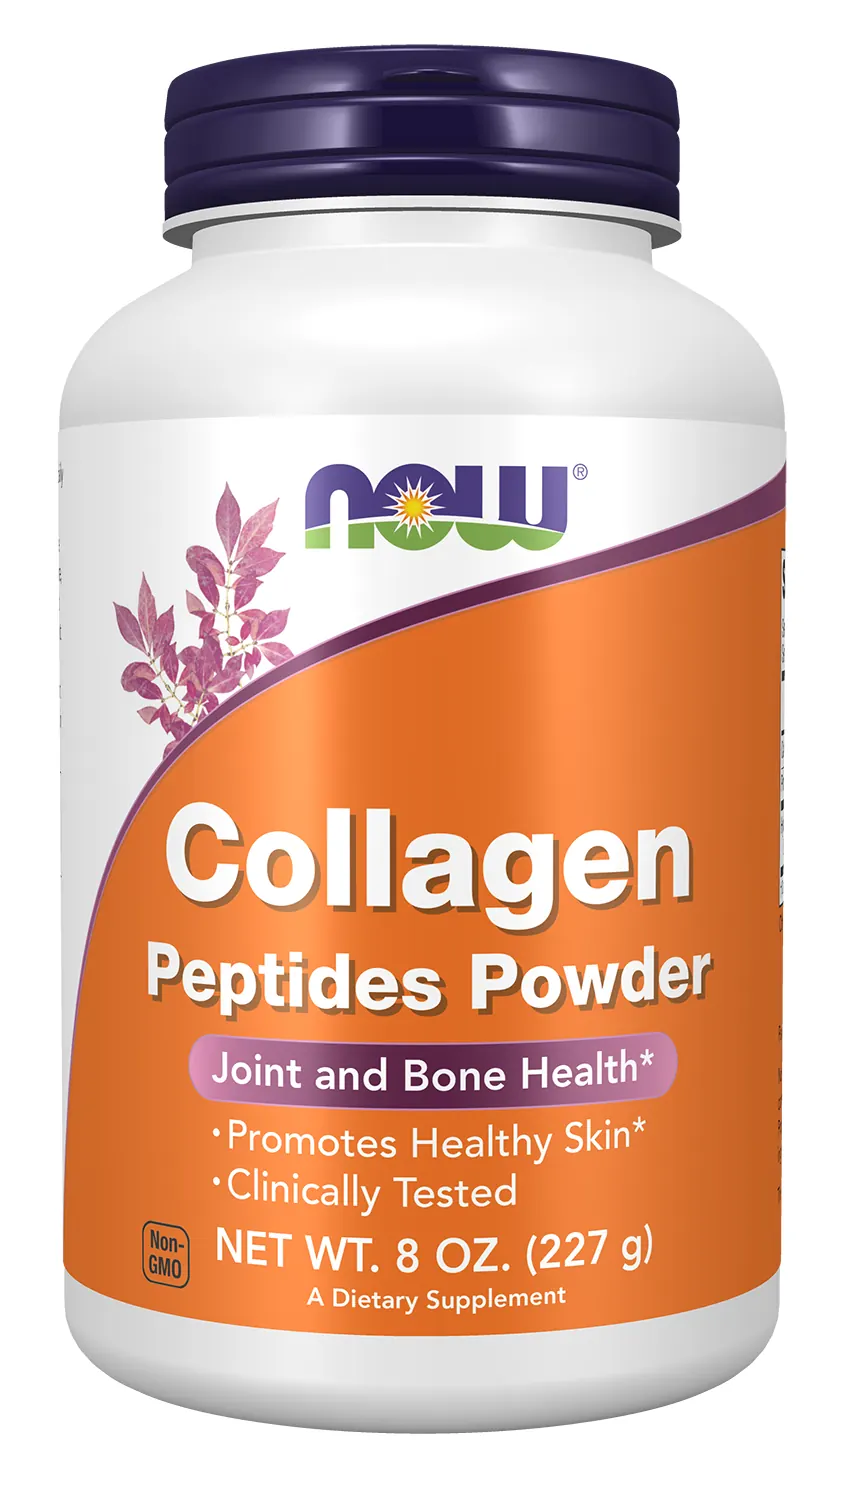 now®
Collagen
Peptides Powder
Joint and Bone Health*
•Promotes Healthy Skin*
•Clinically Tested
Non-
GMO
NET WT. 8 OZ. (227 g)
A Dietary Supplement